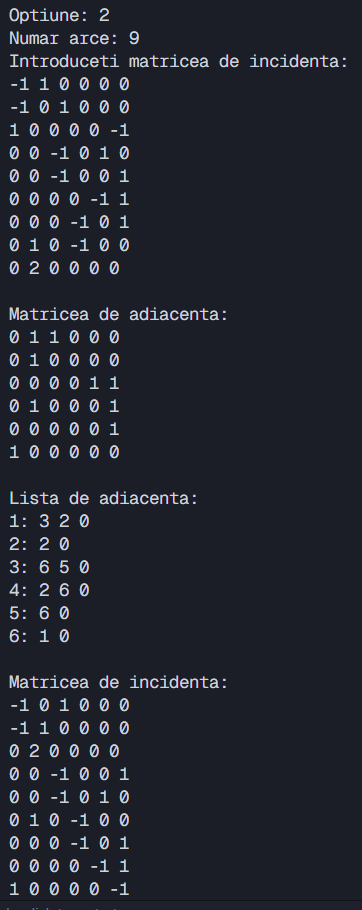 Optiune: 2
Numar arce: 9
Introduceti matricea de incidenta:
-1 1 0 0 0 0
-1 0 1 0 0 0
1 0 0 0 0 -1
0 0 -1 0 1 0
0 0 -1 0 0 1
0 0 0 0 -1 1
0 0 0 -1 0 1
0 1 0 -1 0 0
0 2 0 0 0 0
Matricea de adiacenta:
0 1 1 0 0 0
0 1 0 0 0 0
0 0 0 0 1 1
0 1 0 0 0 1
0 0 0 0 0 1
1 0 0 0 0 0
Lista de adiacenta:
1: 3 2 0
2: 2 0
3: 6 5 0
4: 2 6 0
5: 6 0
6: 1 0
Matricea de incidenta:
-1 0 1 0 0 0
-1 1 0 0 0 0
0 2 0 0 0 0
0 0 -1 0 0 1
0 0 -1 0 1 0
0 1 0 -1 0 0
0 0 0 -1 0 1
0 0 0 0 -1 1
1 0 0 0 0 -1